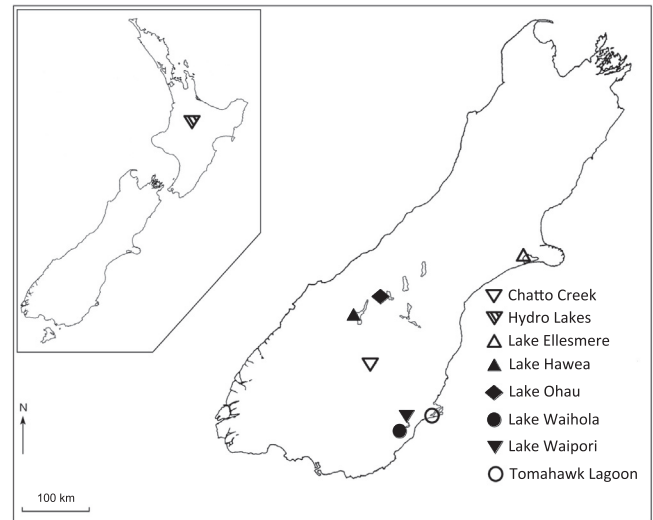 Chatto Creek
Hydro Lakes
Lake Ellesmere
Lake Hawea
Lake Ohau
Lake Waihola
Lake Waipori
Tomahawk Lagoon
N
100 km